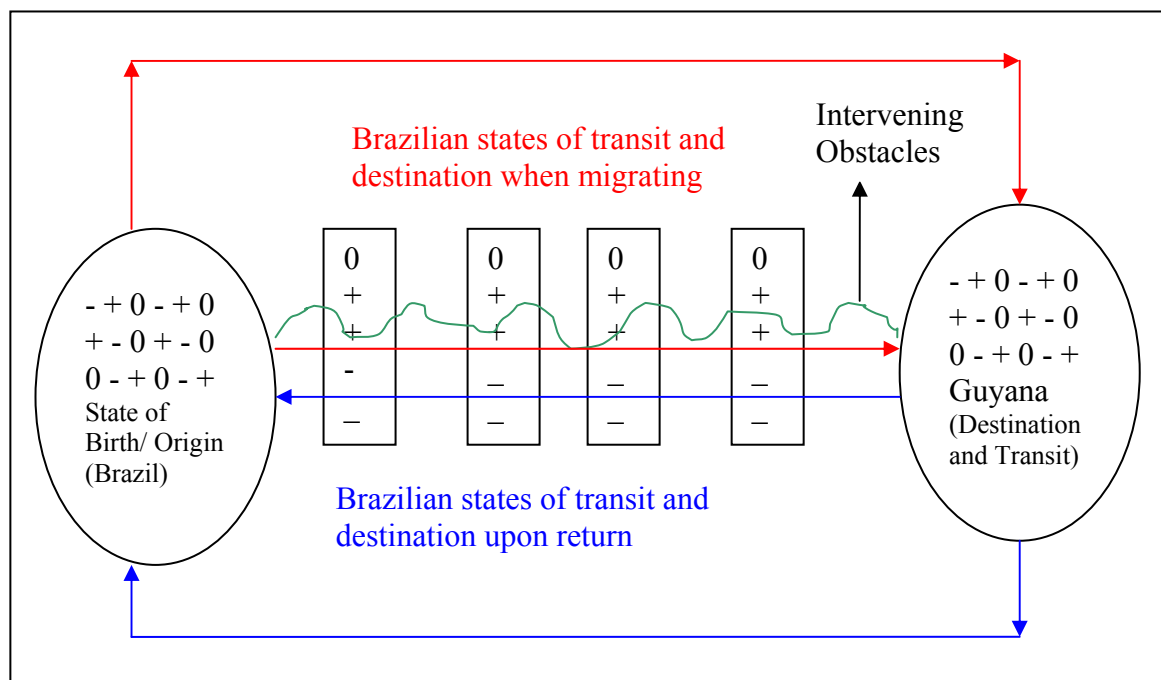 Intervening
Obstacles
Brazilian states of transit and
destination when migrating
- + 0 - + 0
+ - 0 + - 0
0 - + 0 - +
State of
Birth/ Origin
(Brazil)
0
+
+
-
–
0
+
+
–
–
0
+
+
–
–
0
+
+
–
–
- + 0 - + 0
+ - 0 + - 0
0 - + 0 - +
Guyana
(Destination
and Transit)
Brazilian states of transit and
destination upon return